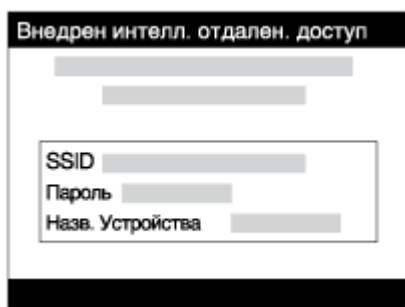 Внедрен интелл. отдален. доступ
SSID
Пароль
Назв. Устройства